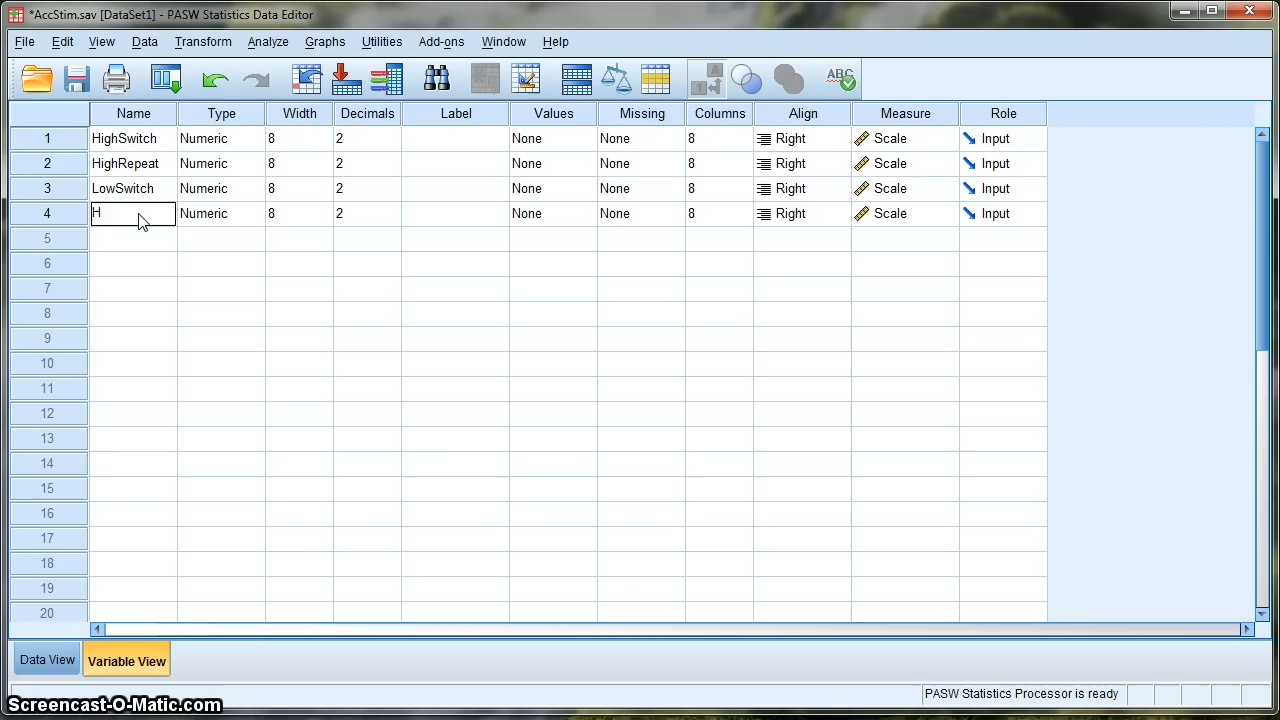 *AccStim.sav [DataSet1] - PASW Statistics Data Editor
File Edit View Data Transform Analyze Graphs Utilities Add-ons Window Help
A 1 ABC
Name Type Width Decimals Label Values Missing Columns Align Measure Role
1 HighSwitch Numeric 8 2 None None 8 Right Scale Input
2 HighRepeat Numeric 8 2 None None 8 Right Scale Input
3 LowSwitch Numeric 8 2 None None 8 Right Scale Input
4 H Numeric 8 2 None None 8 Right Scale Input
5
6
7
8
9
10
11
12
13
14
15
16
17
18
19
20
Data View Variable View
PASW Statistics Processor is ready
Screencast-O-Matic.com